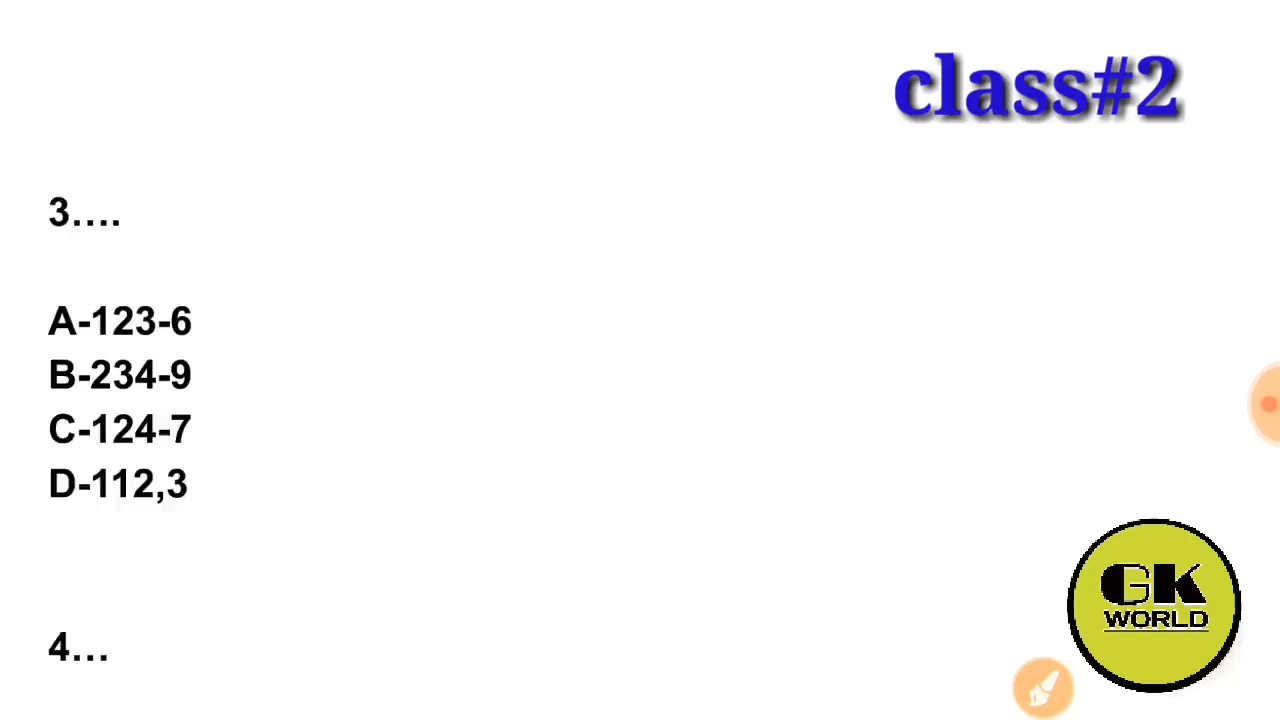 class#2
3....
A-123-6
B-234-9
C-124-7
D-112,3
4...
GK
WORLD